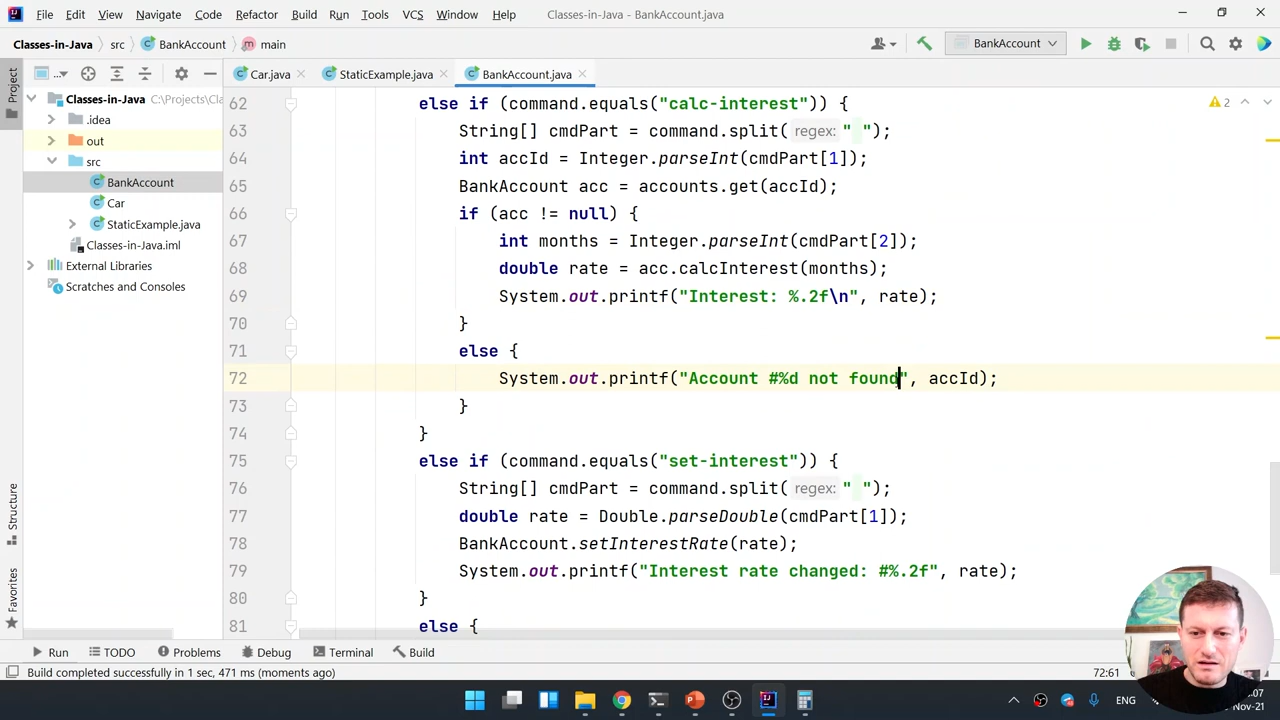 File Edit View Navigate Code Refactor Build Run Tools VCS Window Help Classes-in-Java - BankAccount.java
Classes-in-Java src BankAccount main BankAccount
Project
Car.java StaticExample.java BankAccount.java
Classes-in-Java C:\Projects\Cla
.idea
out
src
BankAccount
Car
StaticExample.java
Classes-in-Java.iml
External Libraries
Scratches and Consoles
2
62 else if (command.equals("calc-interest")) {
63 String[] cmdPart = command.split( regex: " ");
64 int accId = Integer.parseInt(cmdPart[1]);
65 BankAccount acc = accounts.get(accId);
66 if (acc != null) {
67 int months = Integer.parseInt(cmdPart[2]);
68 double rate = acc.calcInterest(months);
69 System.out.printf("Interest: %.2f\n", rate);
70 }
71 else {
72 System.out.printf("Account #%d not found", accId);
73 }
74 }
75 else if (command.equals("set-interest")) {
76 String[] cmdPart = command.split( regex: " ");
77 double rate = Double.parseDouble(cmdPart[1]);
78 BankAccount.setInterestRate(rate);
79 System.out.printf("Interest rate changed: #%.2f", rate);
80 }
81 else {
Structure
Favorites
Run TODO Problems Debug Terminal Build
Build completed successfully in 1 sec, 471 ms (moments ago) 72:61
ENG
:07
-Nov-21